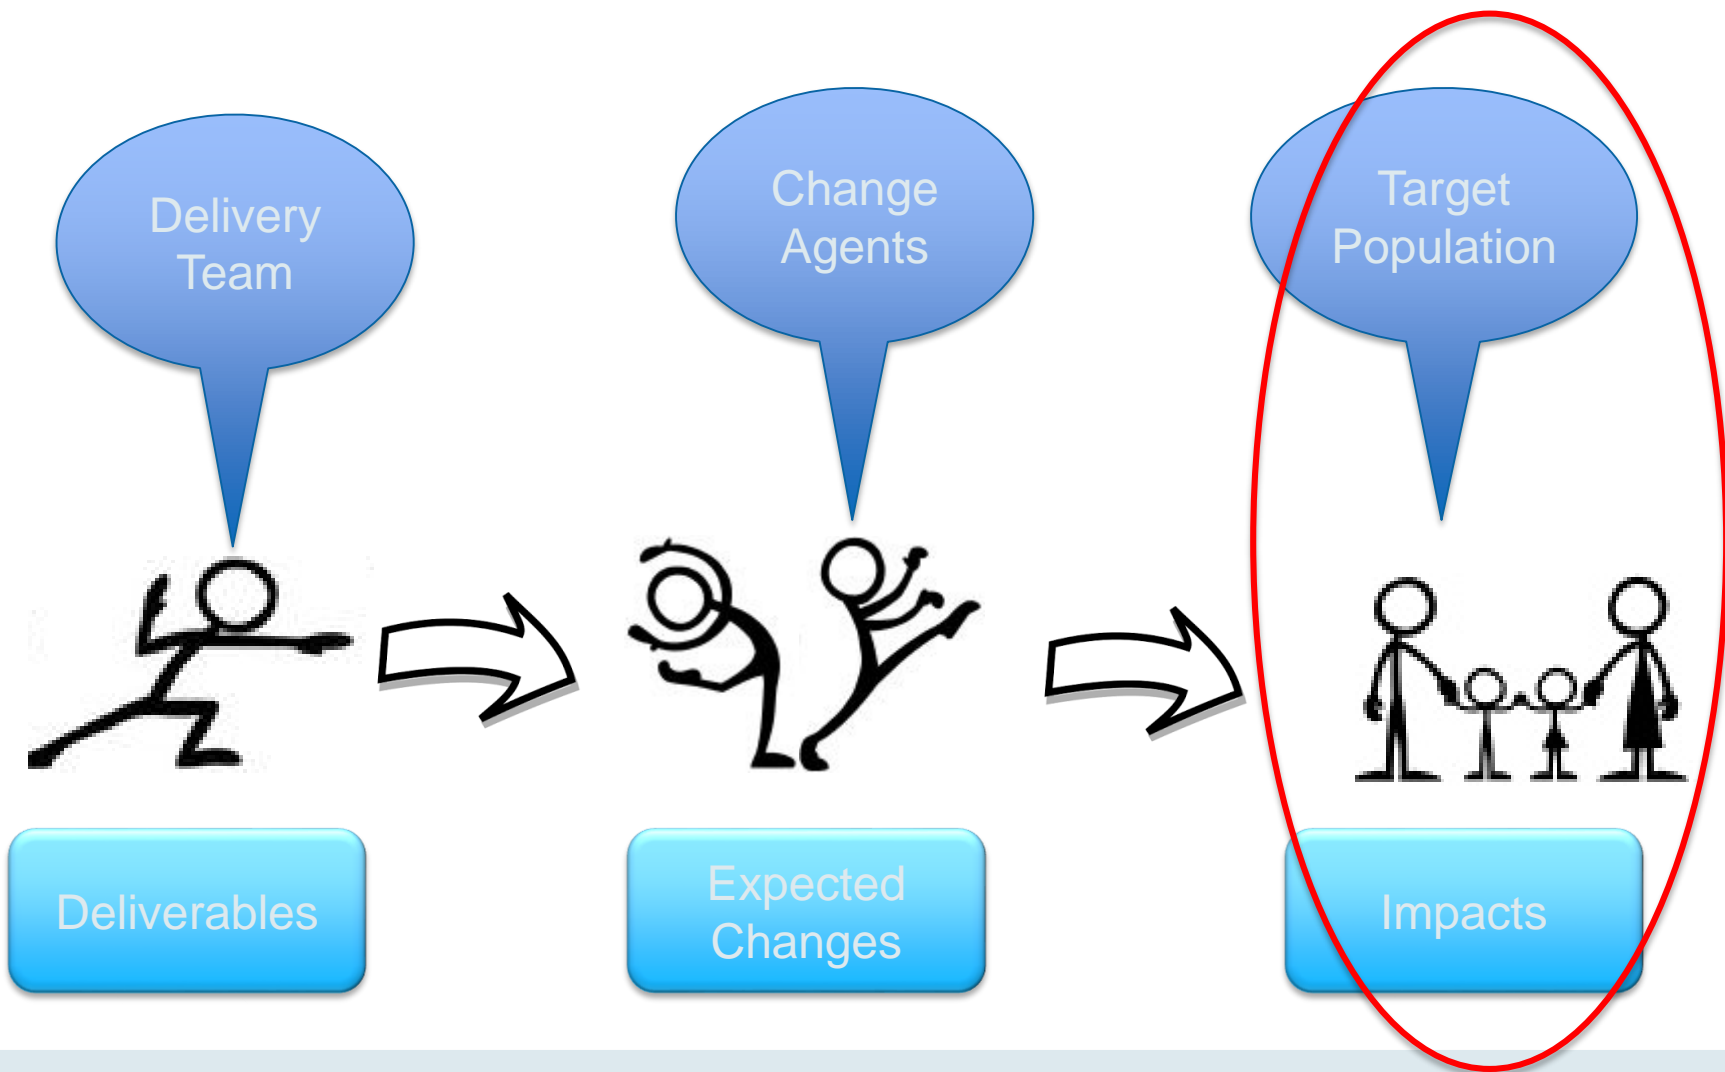 Delivery
Team
Change
Agents
Target
Population
Deliverables
Expected
Changes
Impacts